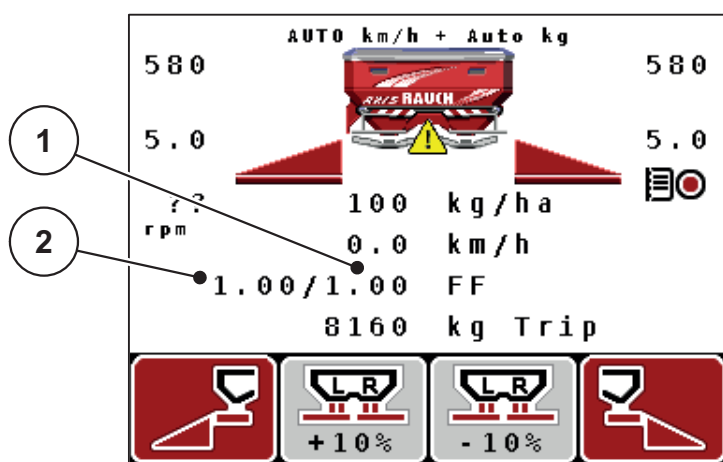 AUTO km/h + Auto kg
580 580
AXIS RAUCH
1
5.0 5.0
?? 100 kg/ha
rpm
2
0.0 km/h
1.00/1.00 FF
8160 kg Trip
L R L R
+10% -10%